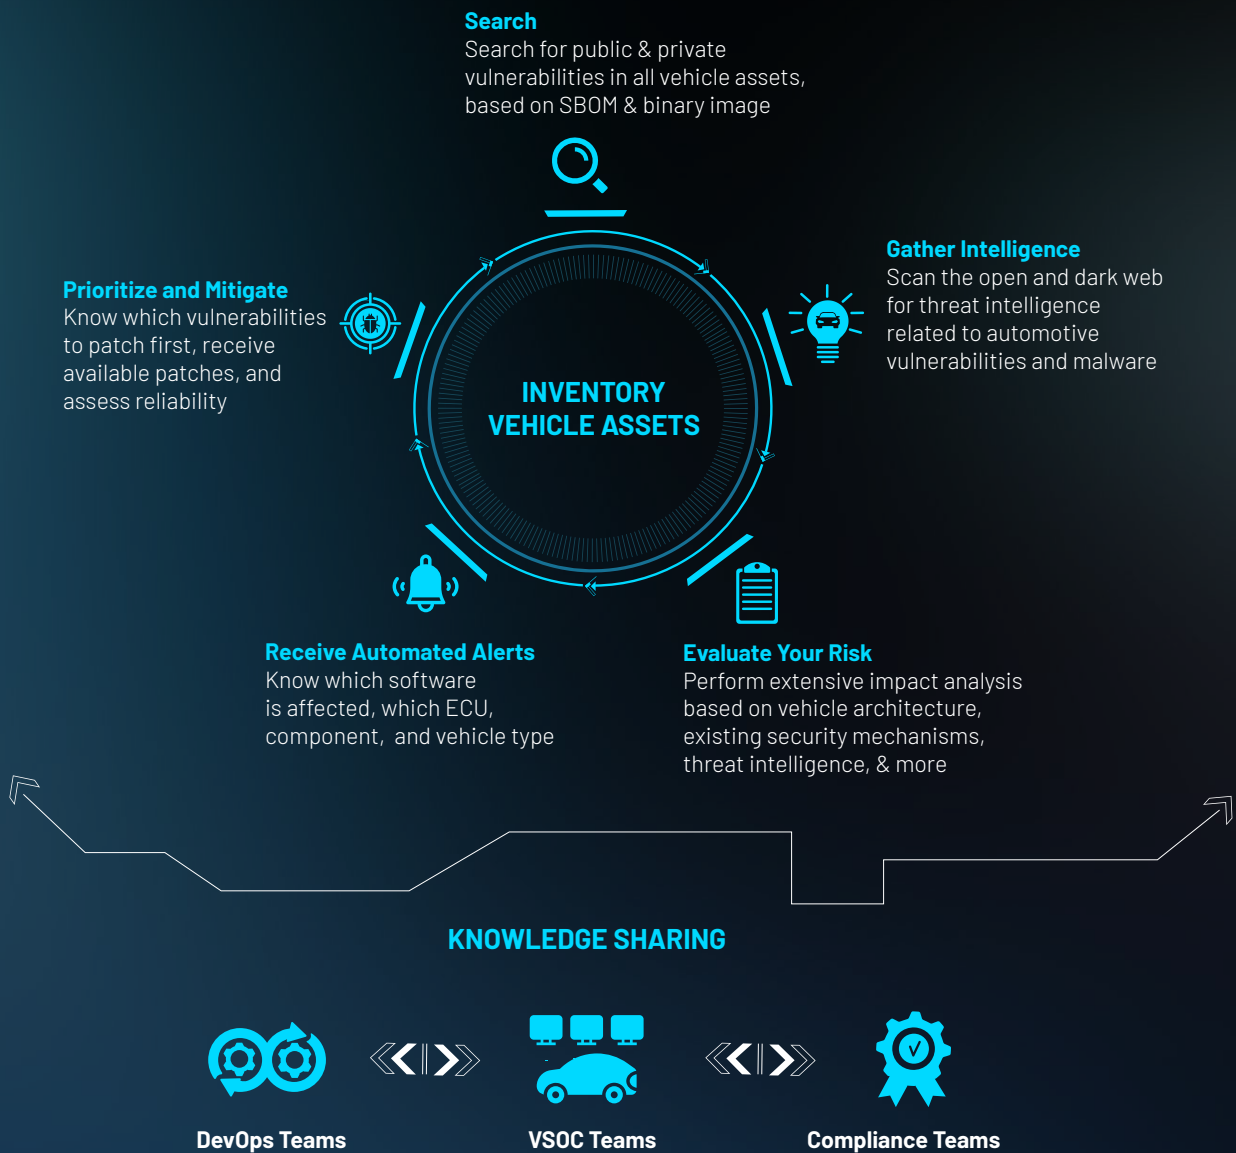 Search
Search for public & private
vulnerabilities in all vehicle assets,
based on SBOM & binary image
Gather Intelligence
Scan the open and dark web
for threat intelligence
related to automotive
vulnerabilities and malware
Prioritize and Mitigate
Know which vulnerabilities
to patch first, receive
available patches, and
assess reliability
INVENTORY
VEHICLE ASSETS
Receive Automated Alerts
Know which software
is affected, which ECU,
component, and vehicle type
Evaluate Your Risk
Perform extensive impact analysis
based on vehicle architecture,
existing security mechanisms,
threat intelligence, & more
KNOWLEDGE SHARING
DevOps Teams
VSOC Teams
Compliance Teams